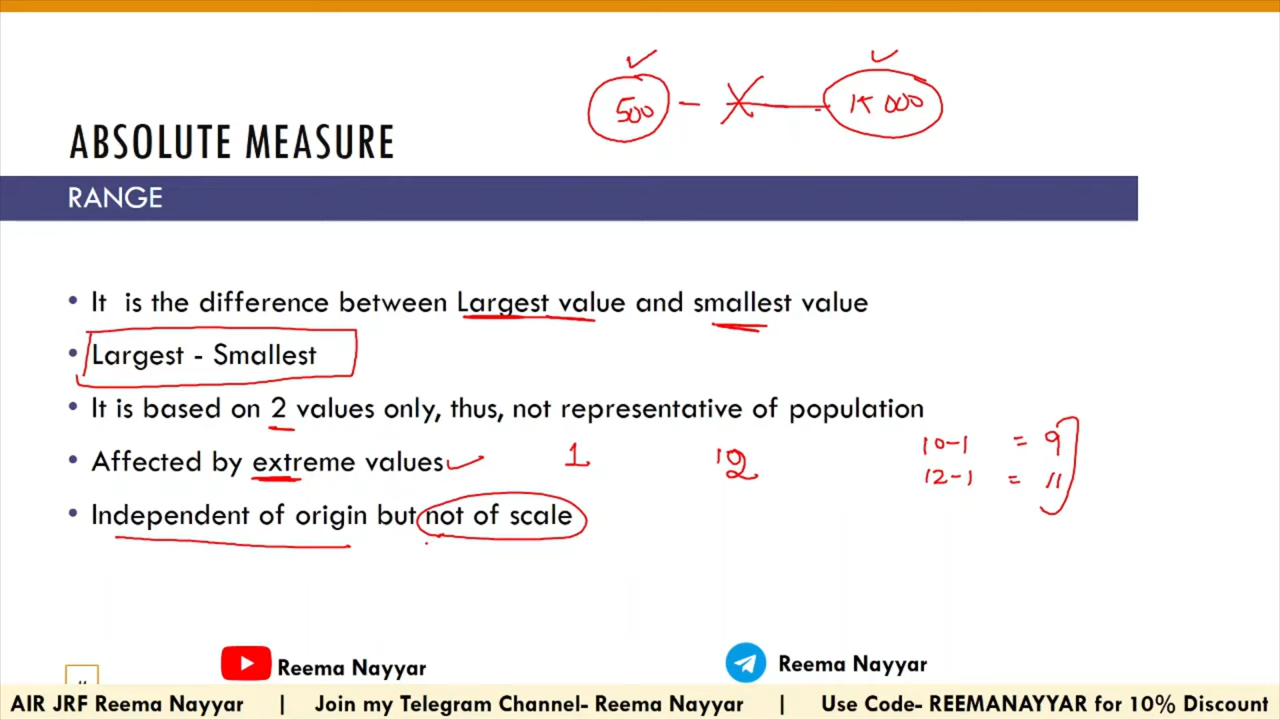 500 - 15000
ABSOLUTE MEASURE
RANGE
• It is the difference between Largest value and smallest value
• Largest - Smallest
• It is based on 2 values only, thus, not representative of population
• Affected by extreme values
1 12
10-1 = 9
12-1 = 11
• Independent of origin but not of scale
Reema Nayyar
Reema Nayyar
AIR JRF Reema Nayyar | Join my Telegram Channel- Reema Nayyar | Use Code- REEMANAYYAR for 10% Discount